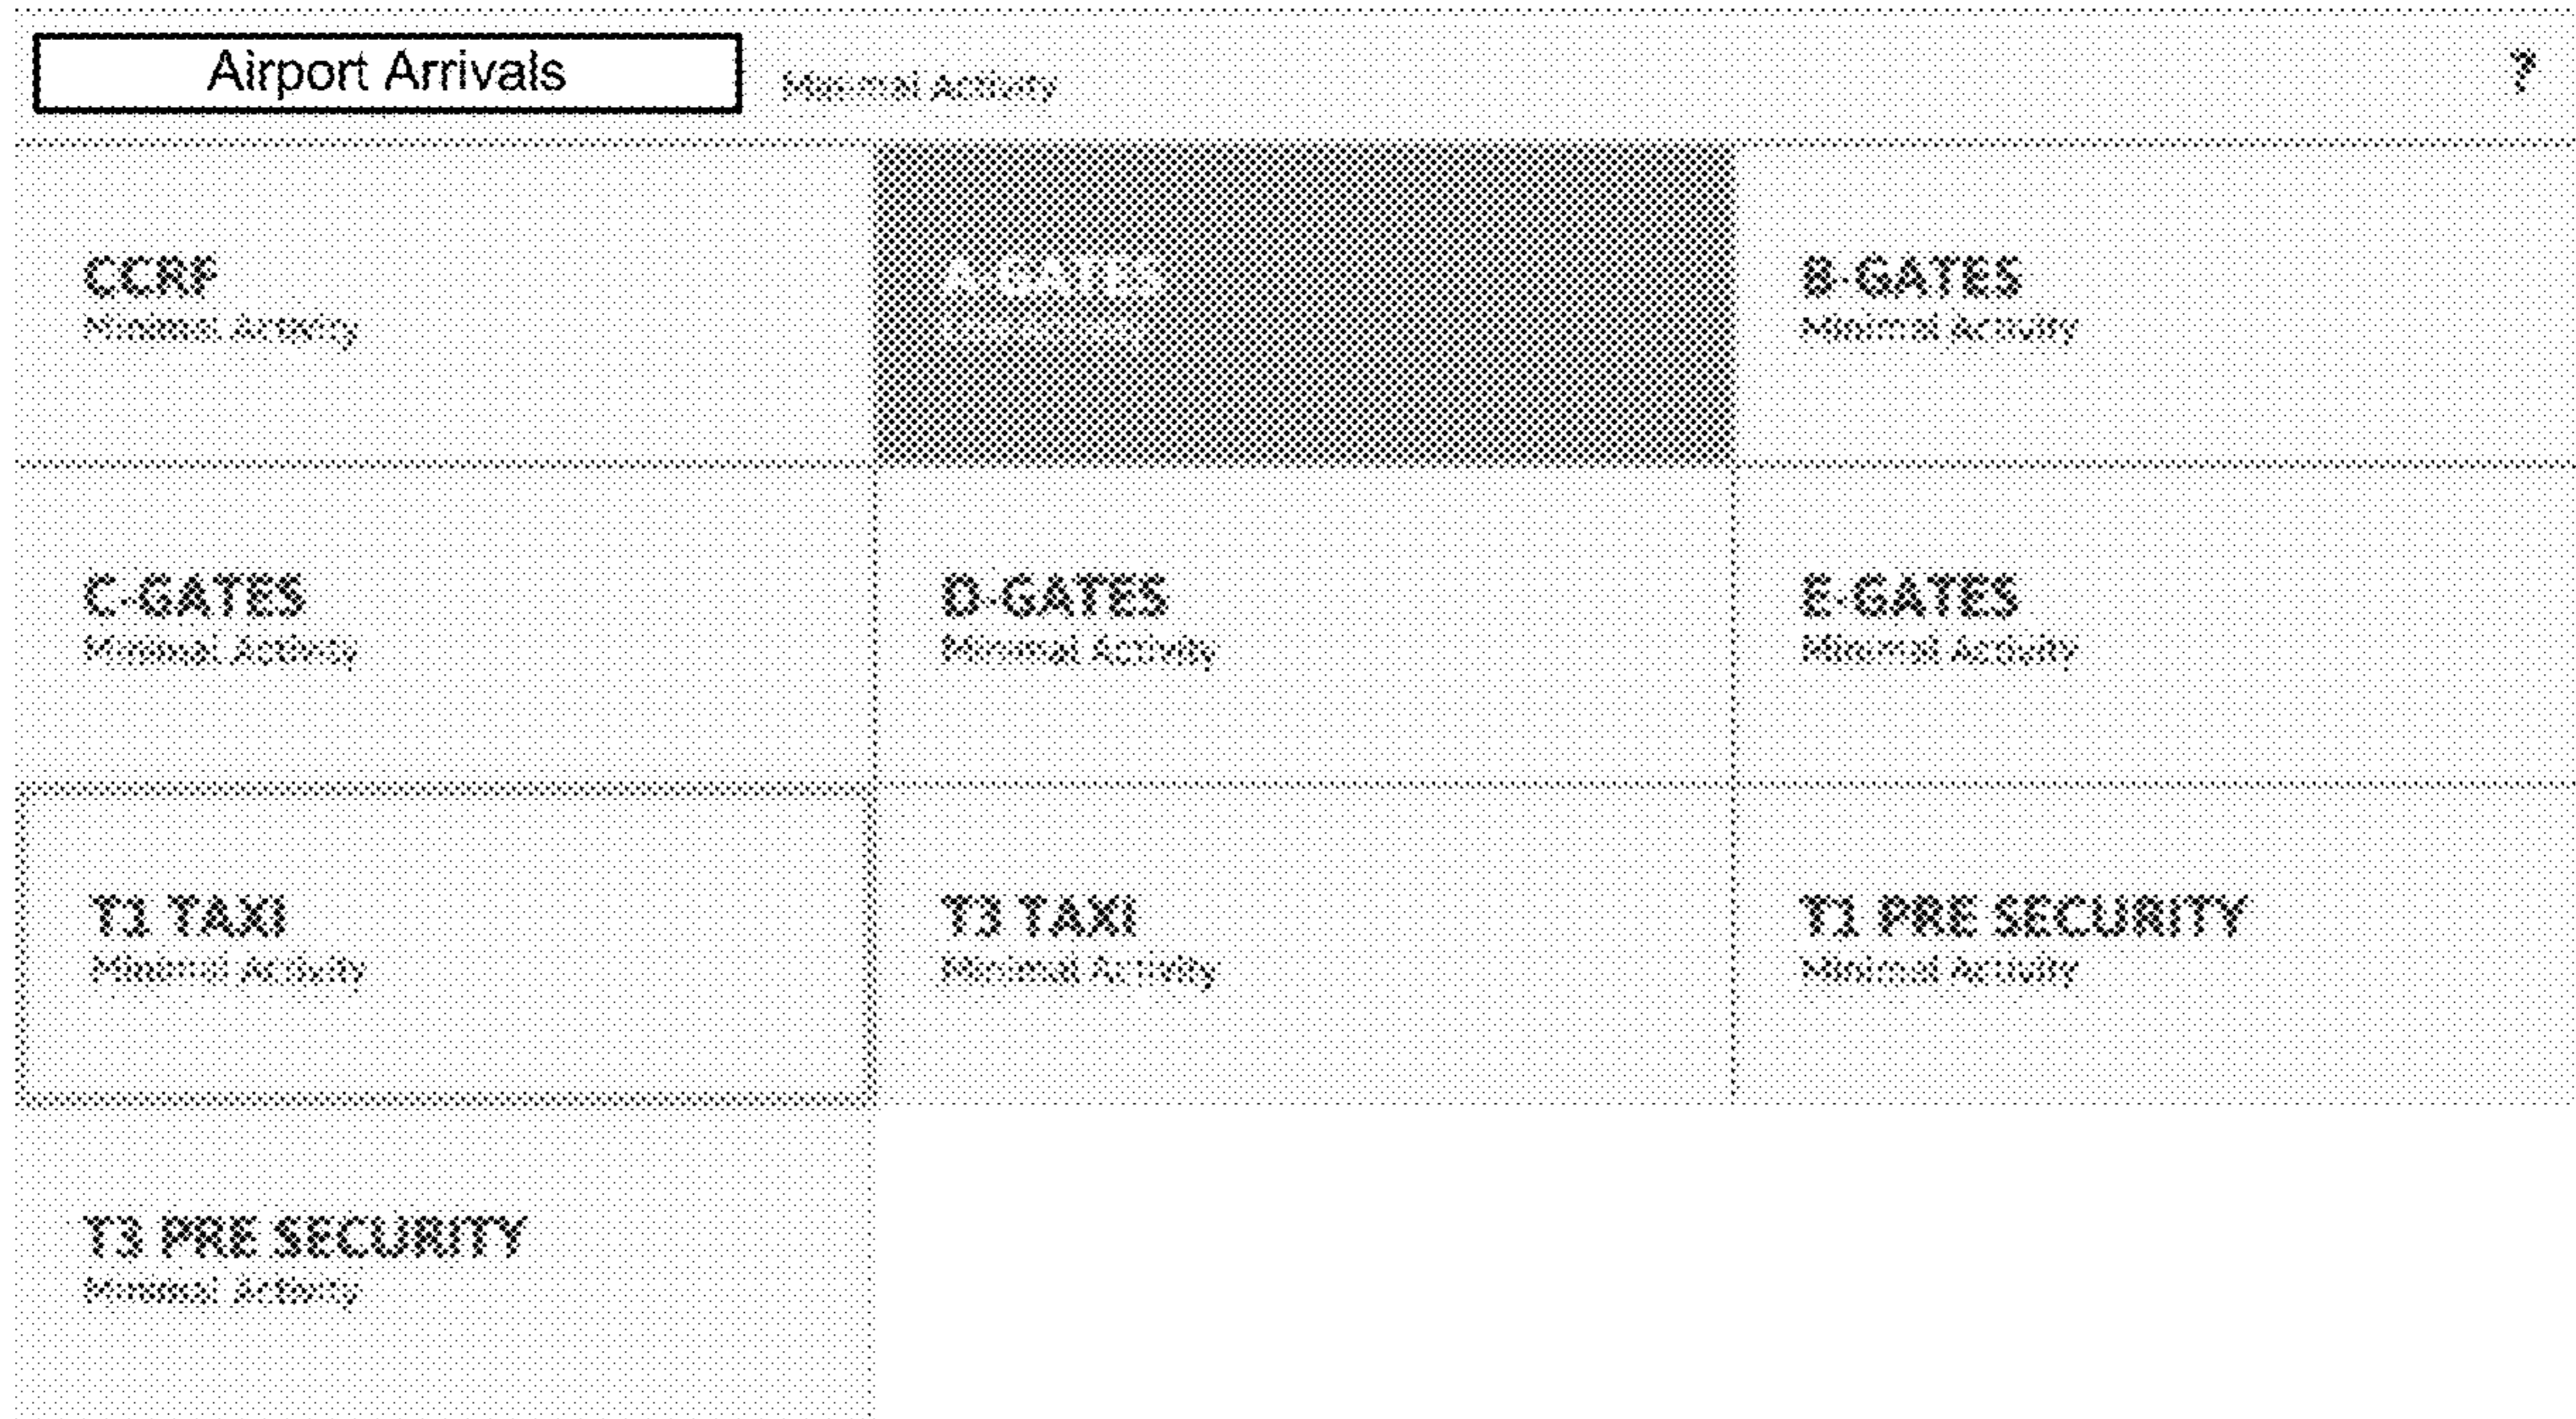 Airport Arrivals
Minimal Activity
?
CCRF
Minimal Activity
A-GATES
B-GATES
Minimal Activity
C-GATES
Minimal Activity
D-GATES
Minimal Activity
E-GATES
Minimal Activity
T1 TAXI
Minimal Activity
T3 TAXI
Minimal Activity
T1 PRE SECURITY
Minimal Activity
T3 PRE SECURITY
Minimal Activity